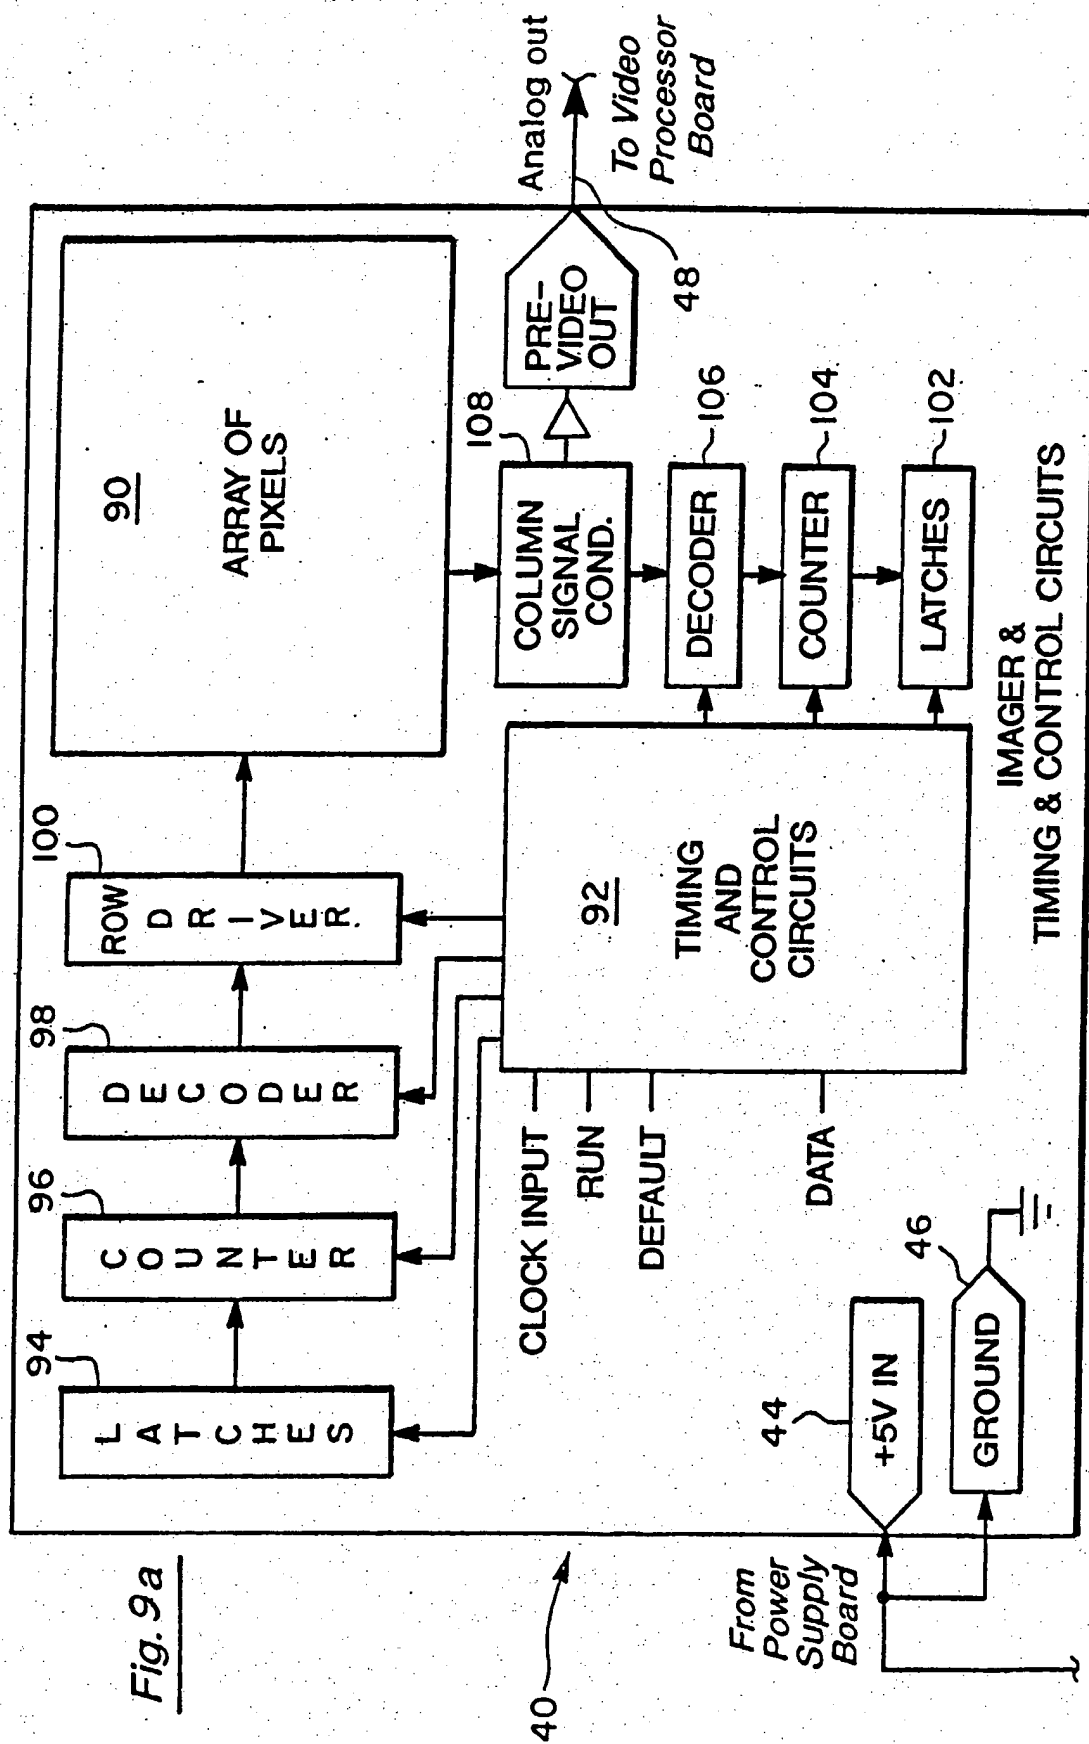 Fig. 9a
40
94
LATCHES
96
COUNTER
98
DECODER
100
ROW
DRIVER.
90
ARRAY OF
PIXELS
CLOCK INPUT
RUN
DEFAULT
DATA
92
TIMING
AND
CONTROL
CIRCUITS
108
COLUMN
SIGNAL
COND.
PRE-
VIDEO
OUT
48
Analog out
To Video
Processor
Board
DECODER
106
COUNTER
104
LATCHES
102
From
Power
Supply
Board
44
+5V IN
46
GROUND
IMAGER &
TIMING & CONTROL CIRCUITS